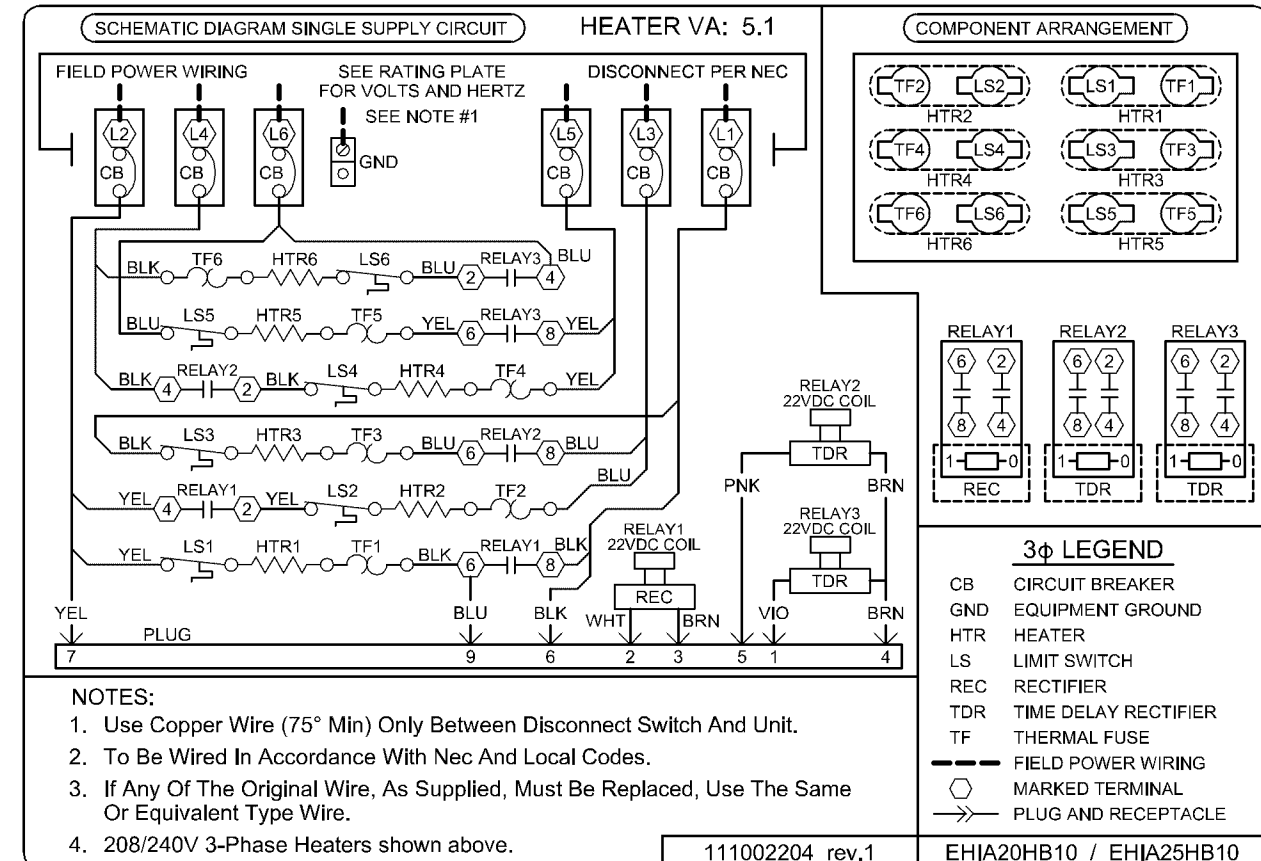 SCHEMATIC DIAGRAM SINGLE SUPPLY CIRCUIT
HEATER VA: 5.1
FIELD POWER WIRING
SEE RATING PLATE
FOR VOLTS AND HERTZ
DISCONNECT PER NEC
SEE NOTE #1
L2 L4 L6 L5 L3 L1
GND
CB CB CB CB CB CB
BLK TF6 HTR6 LS6 BLU 2 RELAY3 4 BLU
BLU LS5 HTR5 TF5 YEL 6 RELAY3 8 YEL
BLK 4 RELAY2 2 BLK LS4 HTR4 TF4 YEL
BLK LS3 HTR3 TF3 BLU 6 RELAY2 8 BLU
YEL 4 RELAY1 2 YEL LS2 HTR2 TF2 BLU
YEL LS1 HTR1 TF1 BLK 6 RELAY1 8 BLK
RELAY2
22VDC COIL
TDR
PNK BRN
RELAY3
22VDC COIL
TDR
RELAY1
22VDC COIL
REC
YEL BLU BLK WHT BRN VIO BRN
PLUG
7 9 6 2 3 5 1 4
COMPONENT ARRANGEMENT
TF2 LS2 LS1 TF1
HTR2 HTR1
TF4 LS4 LS3 TF3
HTR4 HTR3
TF6 LS6 LS5 TF5
HTR6 HTR5
RELAY1 RELAY2 RELAY3
6 2 6 2 6 2
8 4 8 4 8 4
1 0 1 0 1 0
REC TDR TDR
3ϕ LEGEND
CB CIRCUIT BREAKER
GND EQUIPMENT GROUND
HTR HEATER
LS LIMIT SWITCH
REC RECTIFIER
TDR TIME DELAY RECTIFIER
TF THERMAL FUSE
FIELD POWER WIRING
MARKED TERMINAL
PLUG AND RECEPTACLE
NOTES:
1. Use Copper Wire (75° Min) Only Between Disconnect Switch And Unit.
2. To Be Wired In Accordance With Nec And Local Codes.
3. If Any Of The Original Wire, As Supplied, Must Be Replaced, Use The Same
Or Equivalent Type Wire.
4. 208/240V 3-Phase Heaters shown above.
111002204 rev.1
EHIA20HB10 / EHIA25HB10